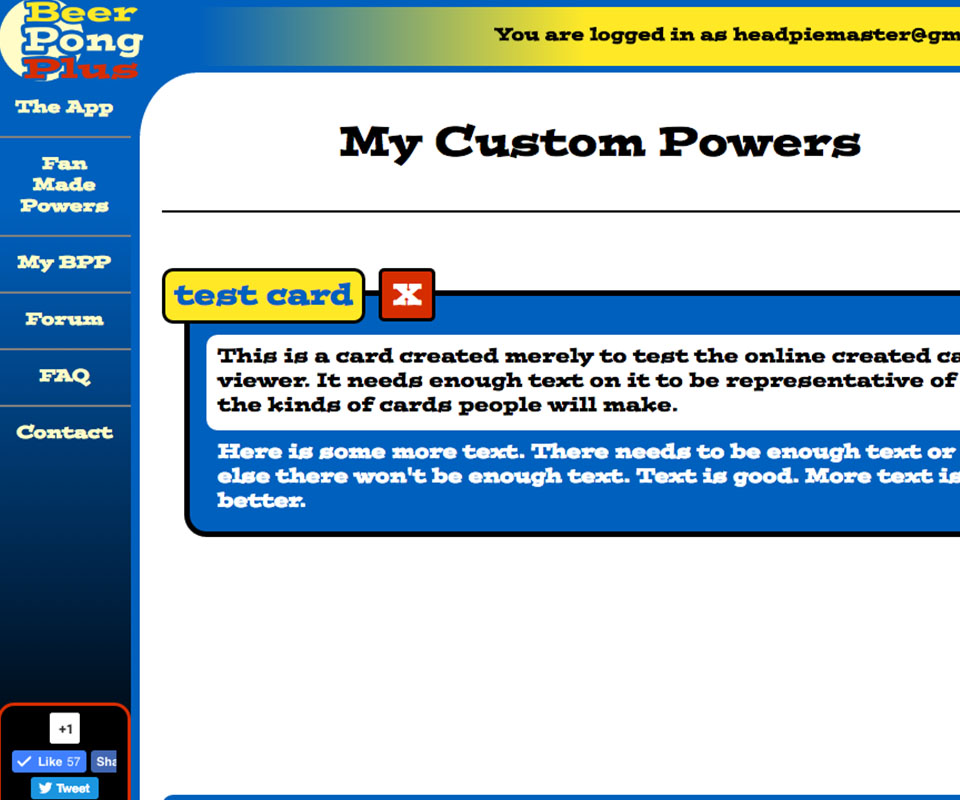 Beer
Pong
Plus
You are logged in as headpiemaster@gm
The App
Fan
Made
Powers
My BPP
Forum
FAQ
Contact
My Custom Powers
test card
X
This is a card created merely to test the online created ca
viewer. It needs enough text on it to be representative of
the kinds of cards people will make.
Here is some more text. There needs to be enough text or
else there won't be enough text. Text is good. More text is
better.
+1
Like 57
Sha
Tweet